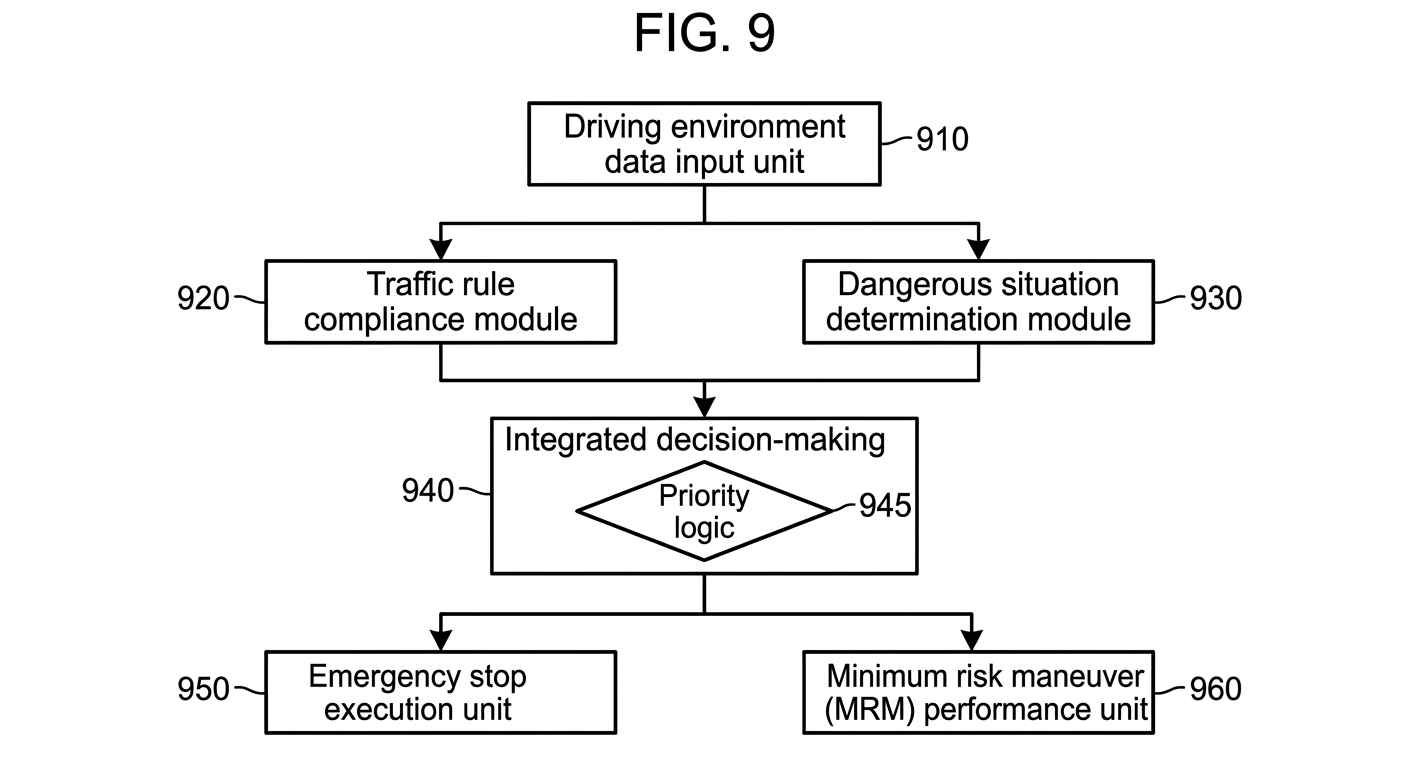 FIG. 9
Driving environment
data input unit
910
920
Traffic rule
compliance module
Dangerous situation
determination module
930
Integrated decision-making
940
Priority
logic
945
950
Emergency stop
execution unit
Minimum risk maneuver
(MRM) performance unit
960